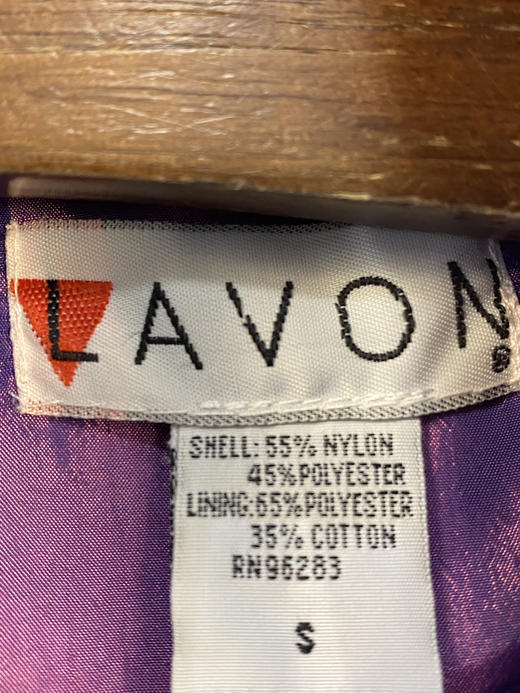 LAVON®
SHELL: 55% NYLON
45% POLYESTER
LINING: 65% POLYESTER
35% COTTON
RN96283
S